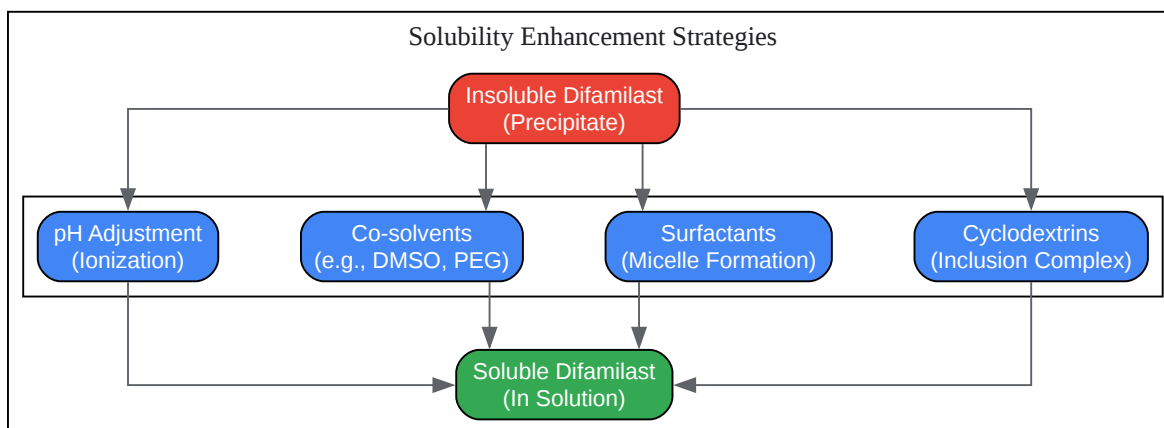 Solubility Enhancement Strategies
Insoluble Difamilast
(Precipitate)
pH Adjustment
(Ionization)
Co-solvents
(e.g., DMSO, PEG)
Surfactants
(Micelle Formation)
Cyclodextrins
(Inclusion Complex)
Soluble Difamilast
(In Solution)